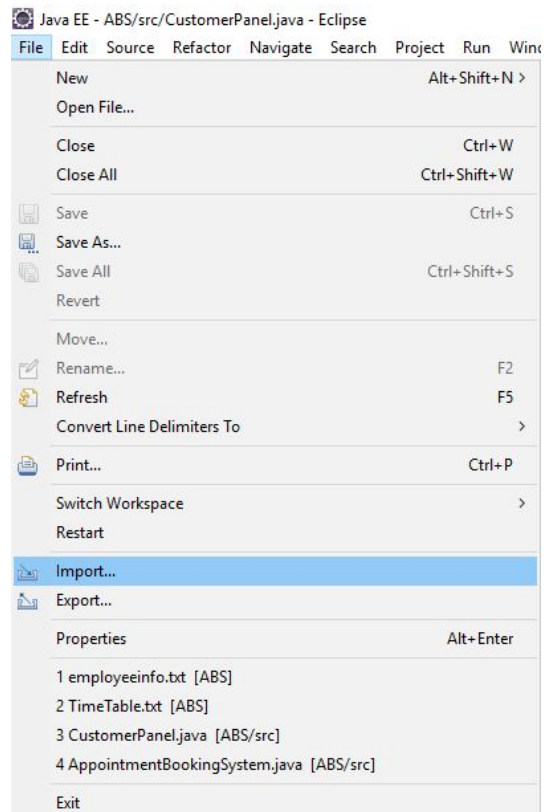 Java EE - ABS/src/CustomerPanel.java - Eclipse
File Edit Source Refactor Navigate Search Project Run Wind
New Alt+Shift+N >
Open File...
Close Ctrl+W
Close All Ctrl+Shift+W
Save Ctrl+S
Save As...
Save All Ctrl+Shift+S
Revert
Move...
Rename... F2
Refresh F5
Convert Line Delimiters To >
Print... Ctrl+P
Switch Workspace >
Restart
Import...
Export...
Properties Alt+Enter
1 employeeinfo.txt [ABS]
2 TimeTable.txt [ABS]
3 CustomerPanel.java [ABS/src]
4 AppointmentBookingSystem.java [ABS/src]
Exit